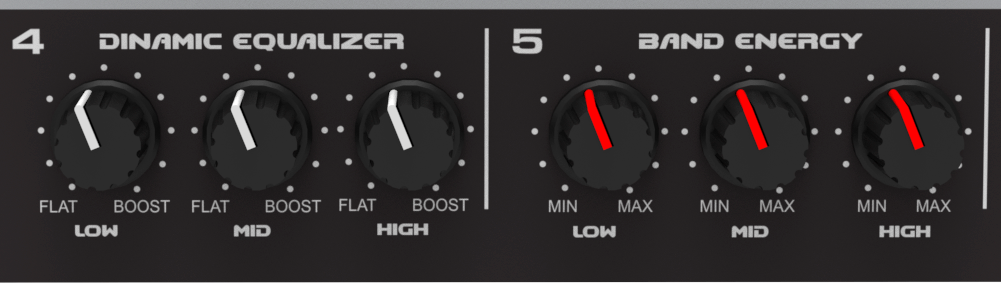 4 DINAMIC EQUALIZER
FLAT BOOST FLAT BOOST FLAT BOOST
LOW MID HIGH
5 BAND ENERGY
MIN MAX MIN MAX MIN MAX
LOW MID HIGH